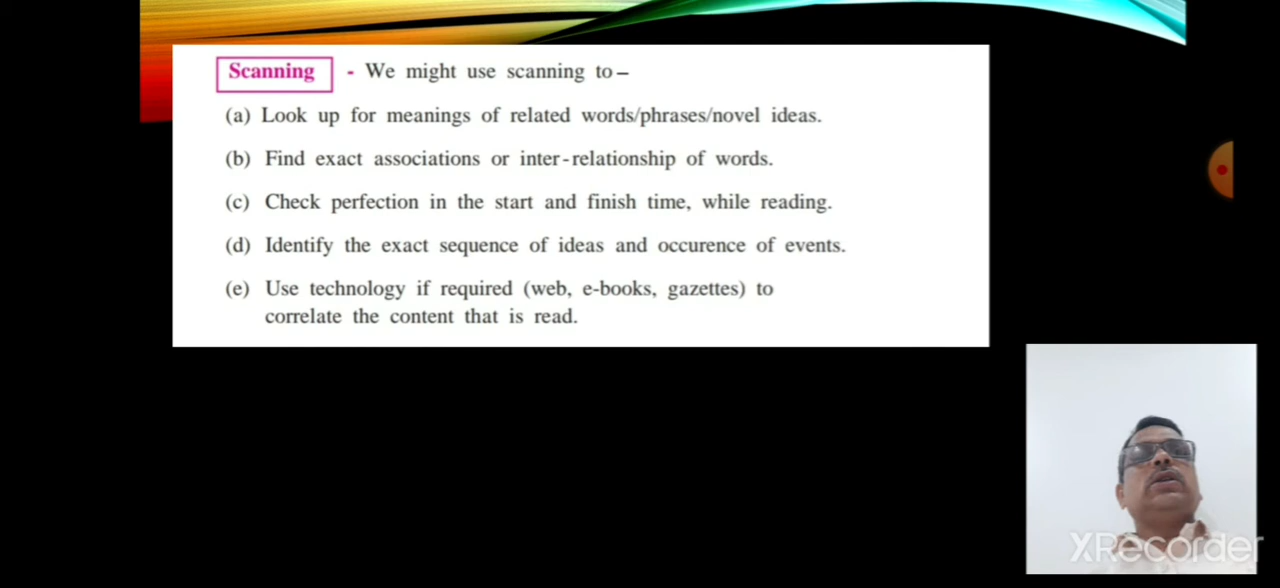 Scanning - We might use scanning to –
(a) Look up for meanings of related words/phrases/novel ideas.
(b) Find exact associations or inter-relationship of words.
(c) Check perfection in the start and finish time, while reading.
(d) Identify the exact sequence of ideas and occurence of events.
(e) Use technology if required (web, e-books, gazettes) to
correlate the content that is read.
XRecorder